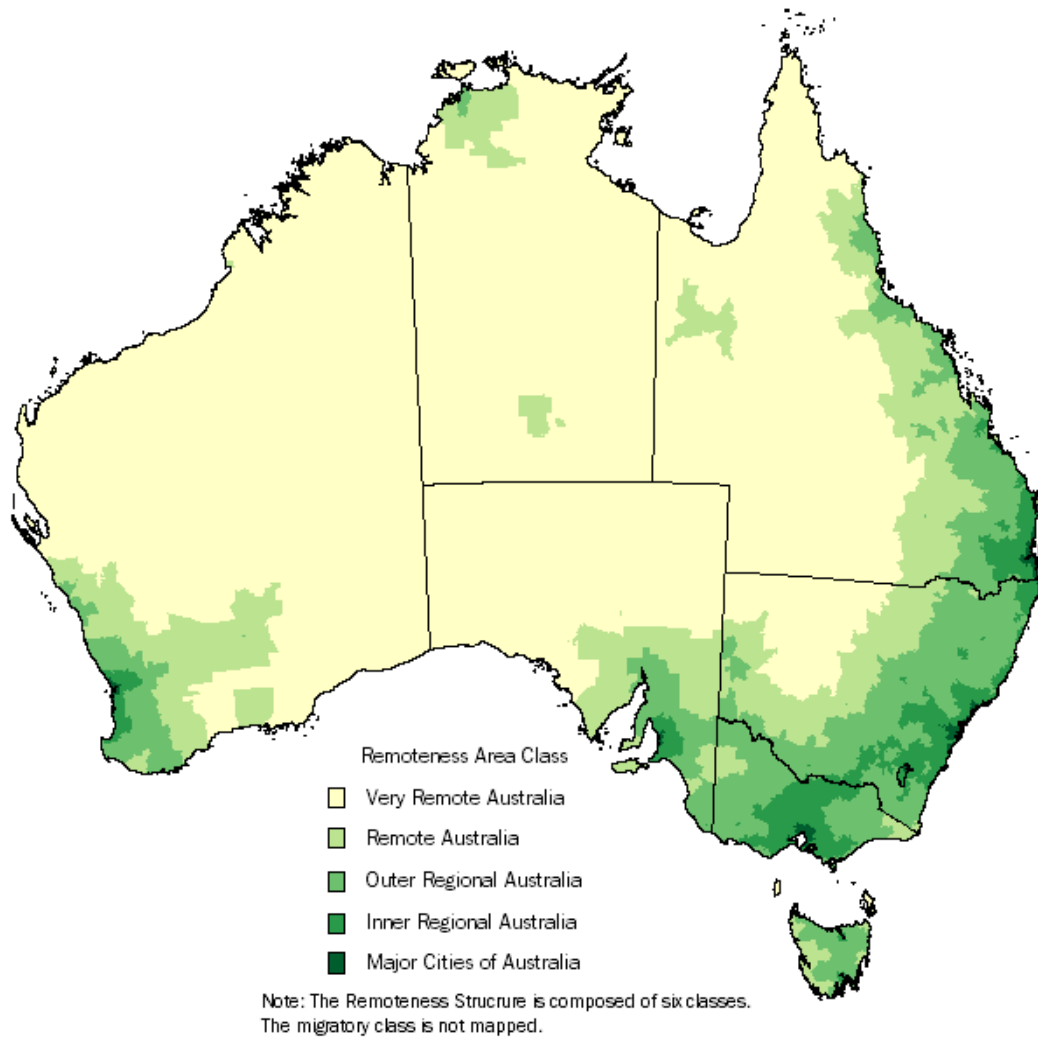 Remoteness Area Class
Very Remote Australia
Remote Australia
Outer Regional Australia
Inner Regional Australia
Major Cities of Australia
Note: The Remoteness Strucrure is composed of six classes.
The migratory class is not mapped.